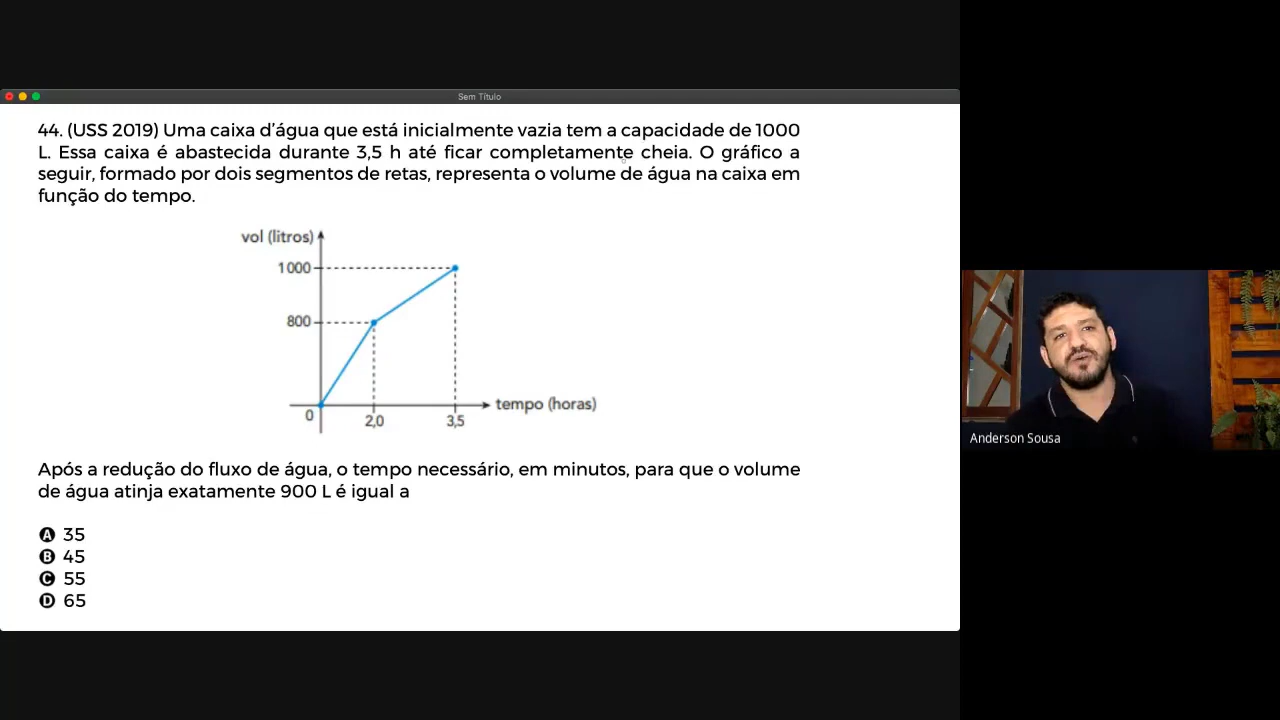 Sem Título
44. (USS 2019) Uma caixa d'água que está inicialmente vazia tem a capacidade de 1000
L. Essa caixa é abastecida durante 3,5 h até ficar completamente cheia. O gráfico a
seguir, formado por dois segmentos de retas, representa o volume de água na caixa em
função do tempo.
vol (litros)
1000
800
0
2,0
3,5
tempo (horas)
Após a redução do fluxo de água, o tempo necessário, em minutos, para que o volume
de água atinja exatamente 900 L é igual a
A 35
B 45
C 55
D 65
Anderson Sousa